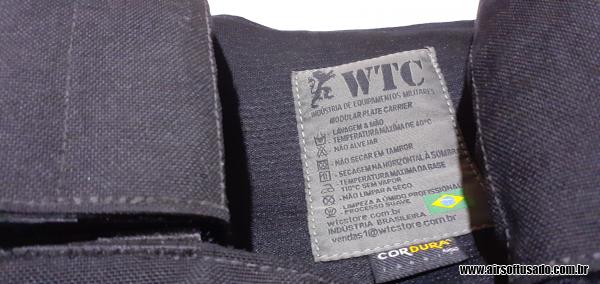 WTC
INDÚSTRIA DE EQUIPAMENTOS MILITARES
MODULAR PLATE CARRIER
- LAVAGEM A MÃO
- TEMPERATURA MÁXIMA DE 40°C
- NÃO ALVEJAR
- NÃO SECAR EM TAMBOR
- SECAGEM NA HORIZONTAL À SOMBRA
- TEMPERATURA MÁXIMA DA BASE
110°C SEM VAPOR
- NÃO LIMPAR A SECO
- LIMPEZA A ÚMIDO PROFISSIONAL
- PROCESSO SUAVE
wtcstore.com.br
INDÚSTRIA BRASILEIRA
vendas1@wtcstore.com.br
CORDURA
www.airsoftusado.com.br